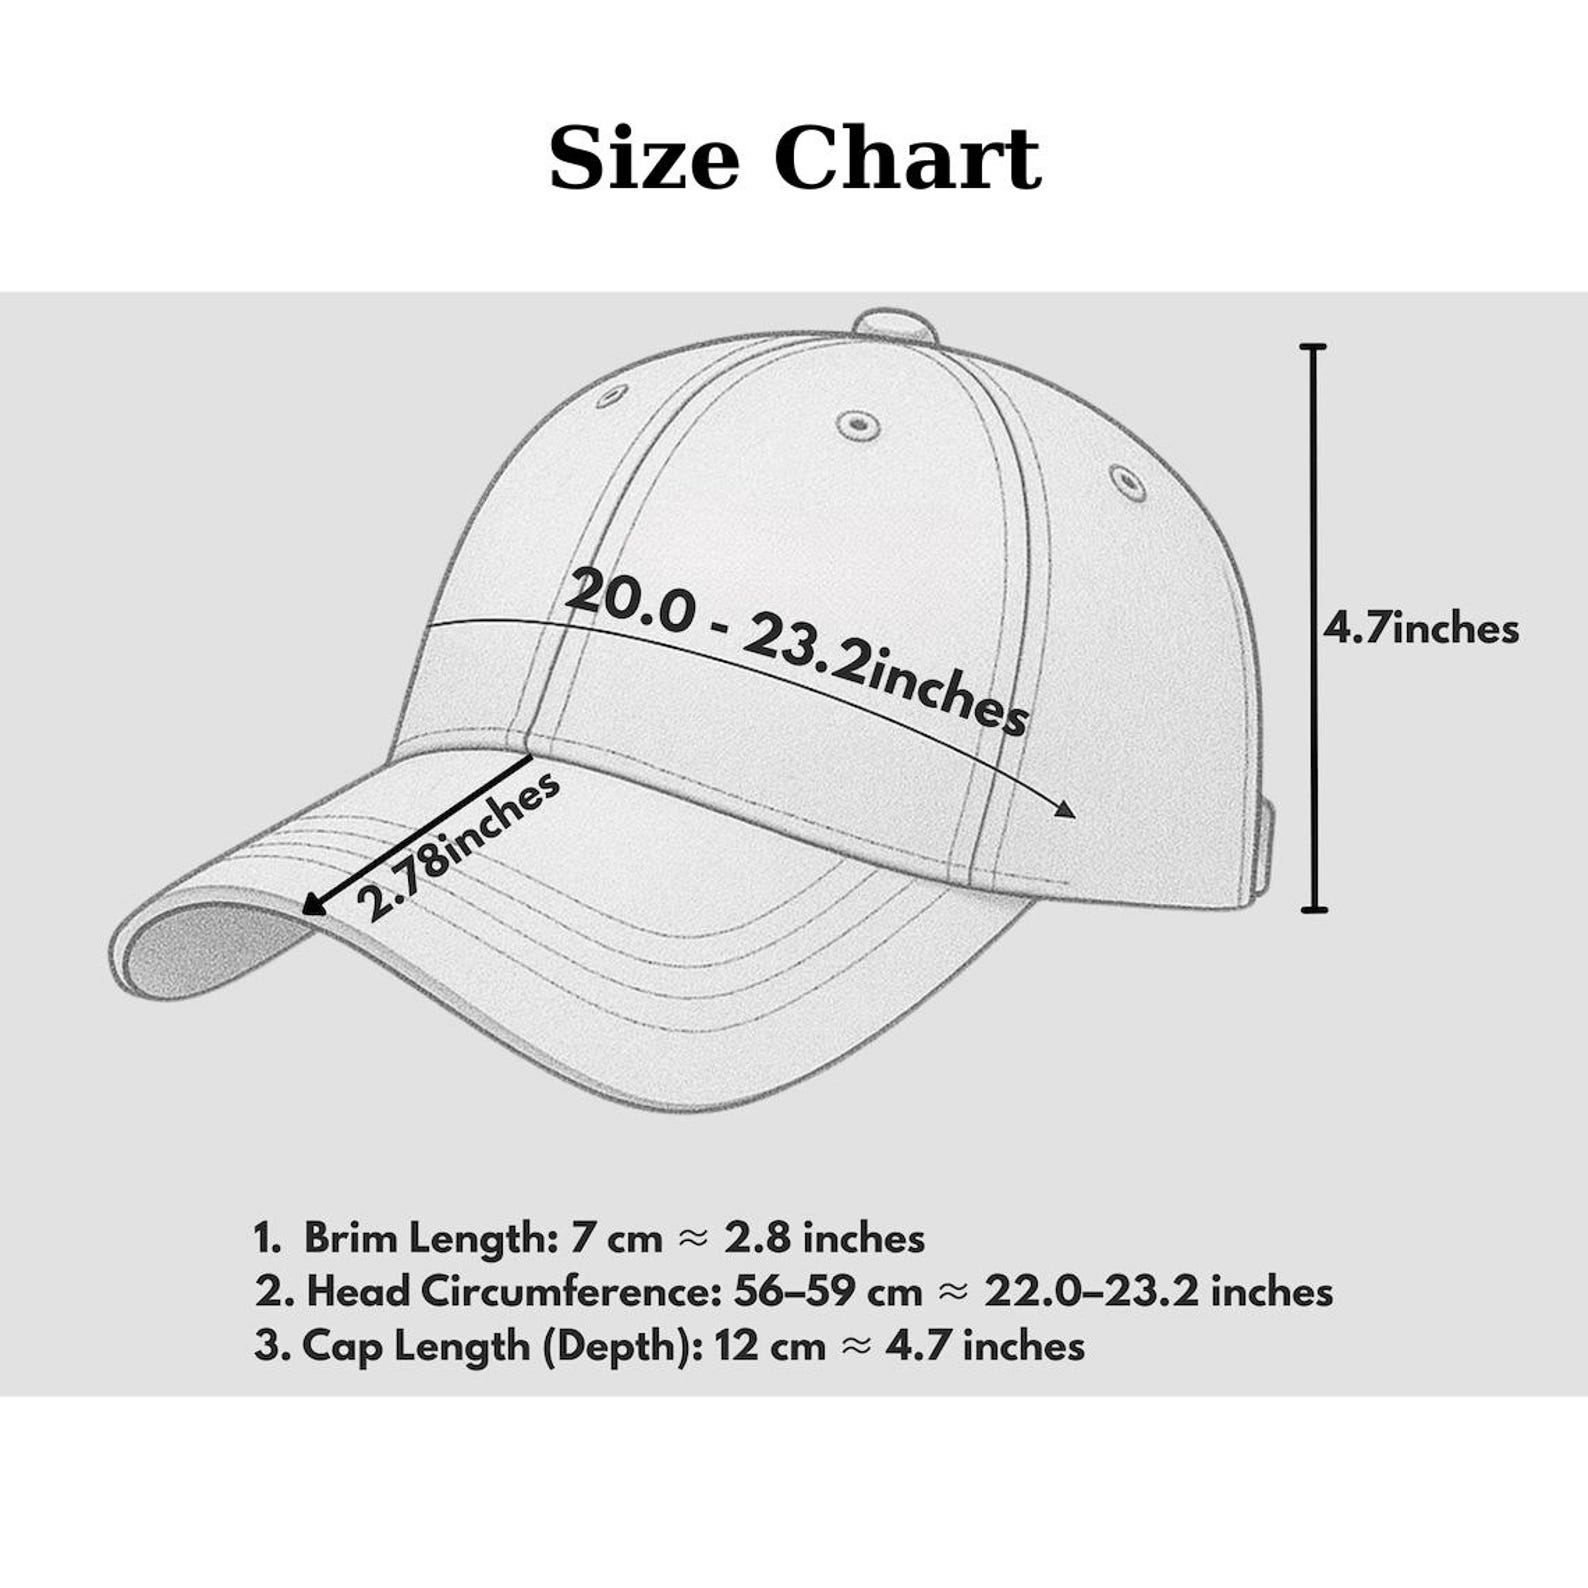 Size Chart
20.0 - 23.2inches
4.7inches
2.78inches
1. Brim Length: 7 cm ≈ 2.8 inches
2. Head Circumference: 56–59 cm ≈ 22.0–23.2 inches
3. Cap Length (Depth): 12 cm ≈ 4.7 inches